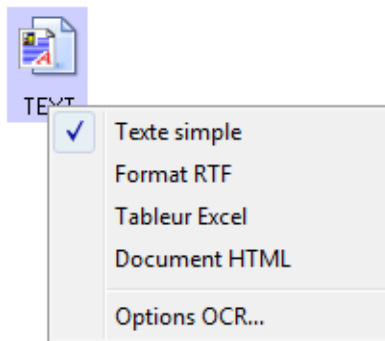 TEXT
Texte simple
Format RTF
Tableur Excel
Document HTML
Options OCR...